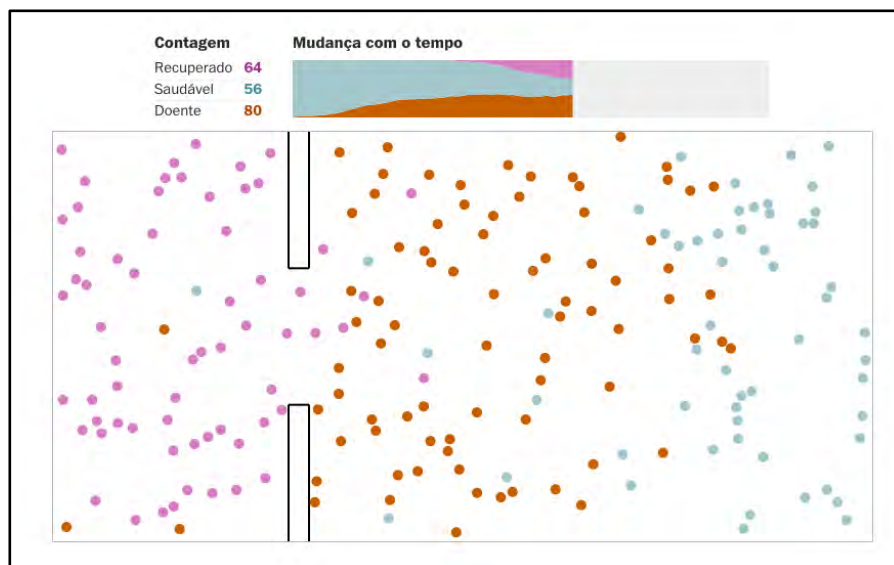 Contagem
Mudança com o tempo
Recuperado 64
Saudável 56
Doente 80